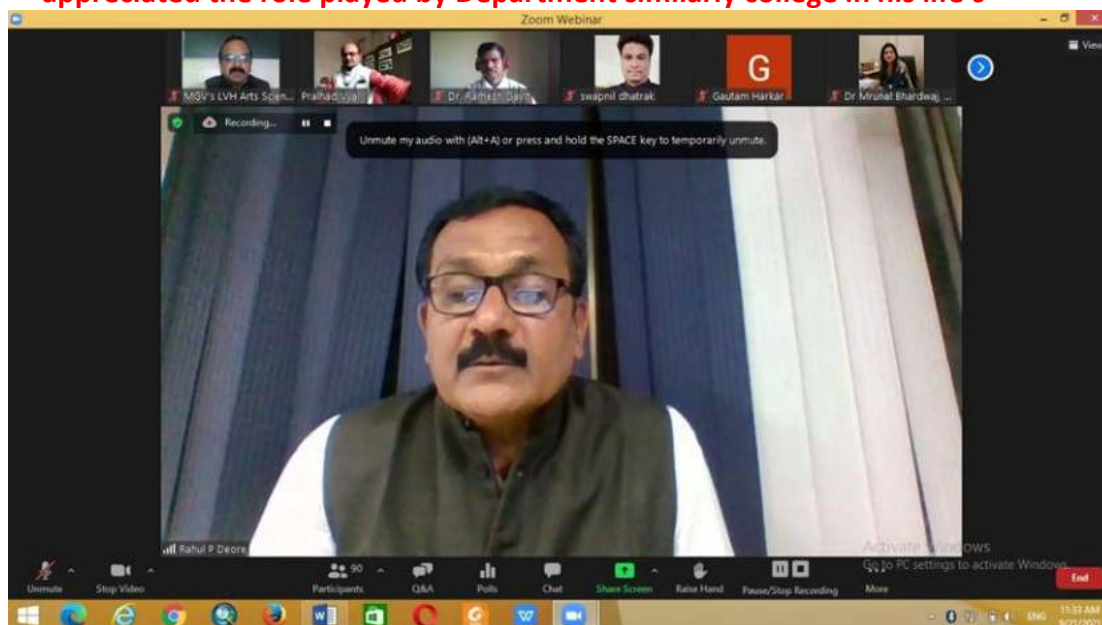 appreciated the role played by Department similarly college in his life's
Zoom Webinar
View
MGV's LVH Arts Scien...
Pralhad Vyali
Dr. Ramesh
swapnil dhatrak
G
Gautam Harkar
Dr Mrunal Bhardwaj, ...
Recording...
Unmute my audio with (Alt+A) or press and hold the SPACE key to temporarily unmute.
Rahul P Deore
Activate Windows
Go to PC settings to activate Windows.
Unmute
Stop Video
90
Participants
Q&A
Polls
Chat
Share Screen
Raise Hand
Pause/Stop Recording
More
End
ENG
11:33 AM